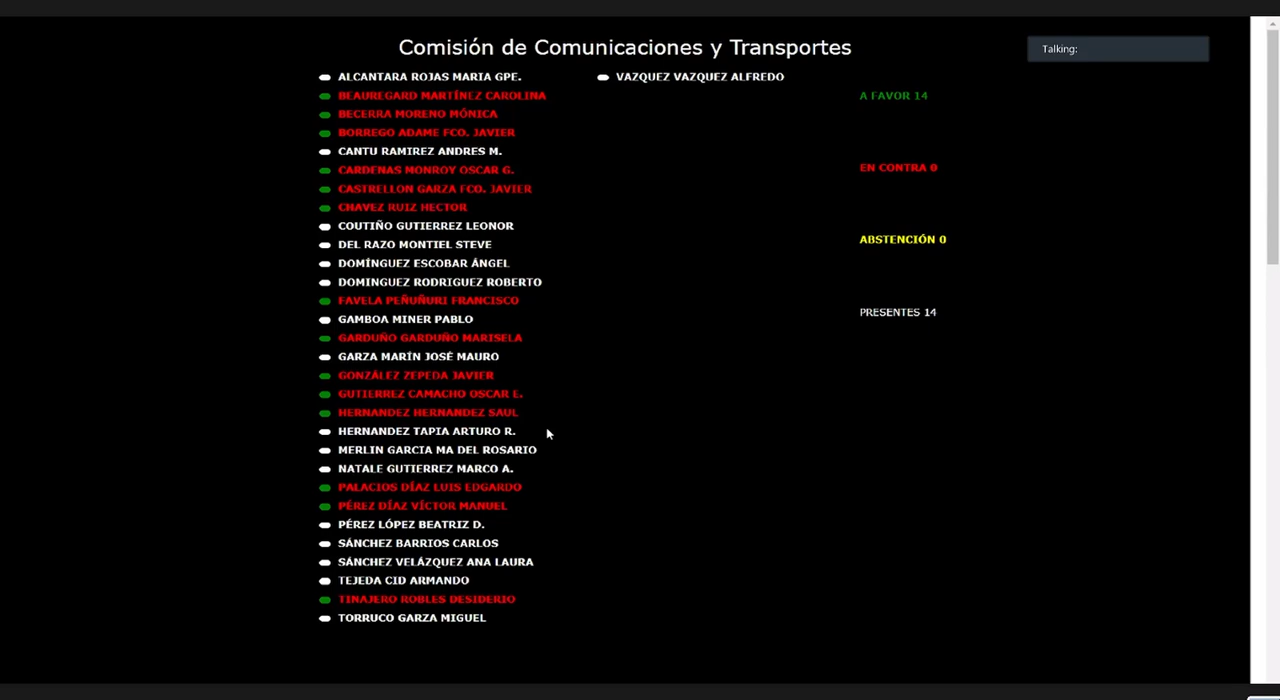 Comisión de Comunicaciones y Transportes
Talking:
ALCANTARA ROJAS MARIA GPE.
BEAUREGARD MARTÍNEZ CAROLINA
BECERRA MORENO MÓNICA
BORREGO ADAME FCO. JAVIER
CANTU RAMIREZ ANDRES M.
CARDENAS MONROY OSCAR G.
CASTRELLON GARZA FCO. JAVIER
CHAVEZ RUIZ HECTOR
COUTIÑO GUTIERREZ LEONOR
DEL RAZO MONTIEL STEVE
DOMÍNGUEZ ESCOBAR ÁNGEL
DOMINGUEZ RODRIGUEZ ROBERTO
FAVELA PEÑUÑURI FRANCISCO
GAMBOA MINER PABLO
GARDUÑO GARDUÑO MARISELA
GARZA MARÍN JOSÉ MAURO
GONZÁLEZ ZEPEDA JAVIER
GUTIERREZ CAMACHO OSCAR E.
HERNANDEZ HERNANDEZ SAUL
HERNANDEZ TAPIA ARTURO R.
MERLIN GARCIA MA DEL ROSARIO
NATALE GUTIERREZ MARCO A.
PALACIOS DÍAZ LUIS EDGARDO
PÉREZ DÍAZ VÍCTOR MANUEL
PÉREZ LÓPEZ BEATRIZ D.
SÁNCHEZ BARRIOS CARLOS
SÁNCHEZ VELÁZQUEZ ANA LAURA
TEJEDA CID ARMANDO
TINAJERO ROBLES DESIDERIO
TORRUCO GARZA MIGUEL
VAZQUEZ VAZQUEZ ALFREDO
A FAVOR 14
EN CONTRA 0
ABSTENCIÓN 0
PRESENTES 14